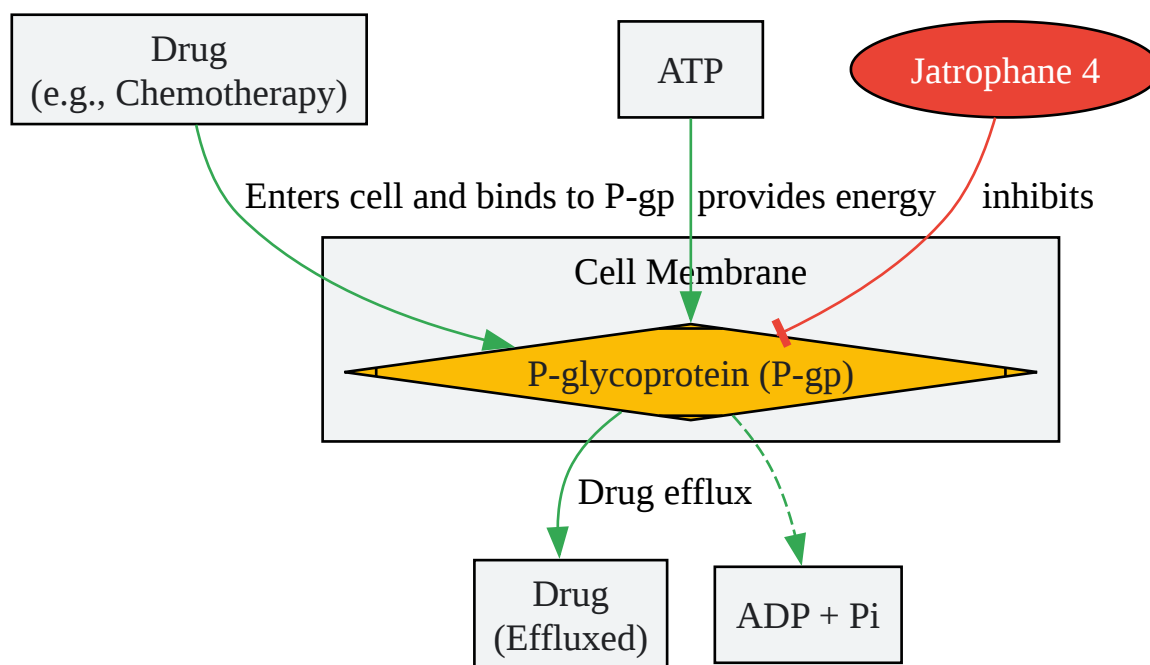 Drug
(e.g., Chemotherapy)
ATP
Jatrophane 4
Enters cell and binds to P-gp
provides energy
inhibits
Cell Membrane
P-glycoprotein (P-gp)
Drug efflux
Drug
(Effluxed)
ADP + Pi